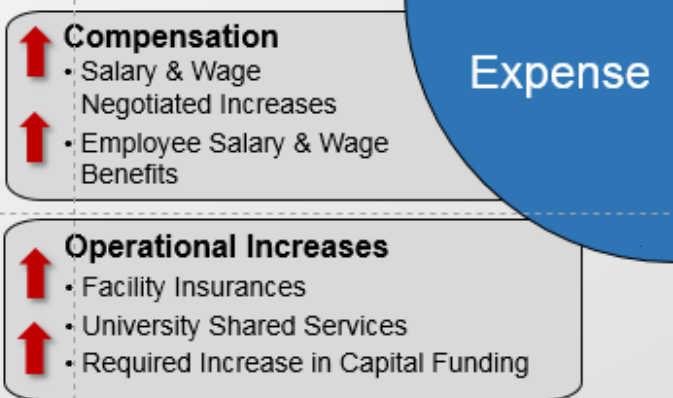 Compensation
• Salary & Wage
Negotiated Increases
• Employee Salary & Wage
Benefits
Expense
Operational Increases
• Facility Insurances
• University Shared Services
• Required Increase in Capital Funding